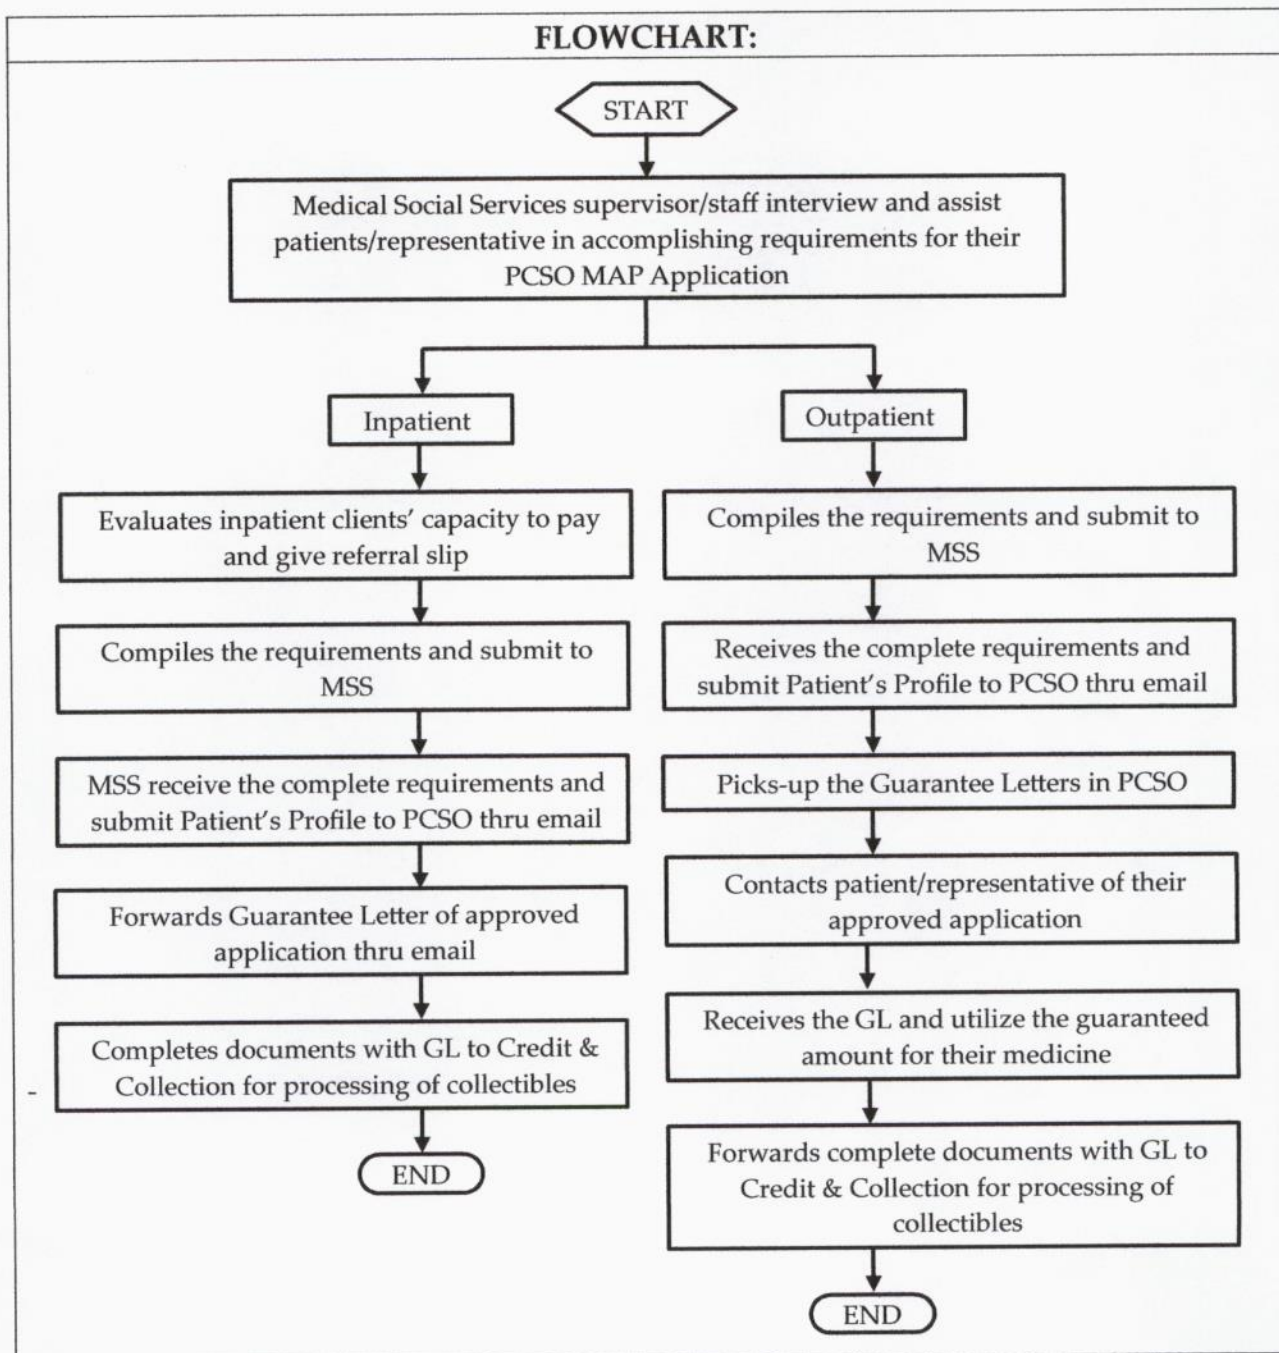 FLOWCHART:
START
Medical Social Services supervisor/staff interview and assist
patients/representative in accomplishing requirements for their
PCSO MAP Application
Inpatient
Evaluates inpatient clients' capacity to pay
and give referral slip
Compiles the requirements and submit to
MSS
MSS receive the complete requirements and
submit Patient's Profile to PCSO thru email
Forwards Guarantee Letter of approved
application thru email
Completes documents with GL to Credit &
Collection for processing of collectibles
END
Outpatient
Compiles the requirements and submit to
MSS
Receives the complete requirements and
submit Patient's Profile to PCSO thru email
Picks-up the Guarantee Letters in PCSO
Contacts patient/representative of their
approved application
Receives the GL and utilize the guaranteed
amount for their medicine
Forwards complete documents with GL to
Credit & Collection for processing of
collectibles
END